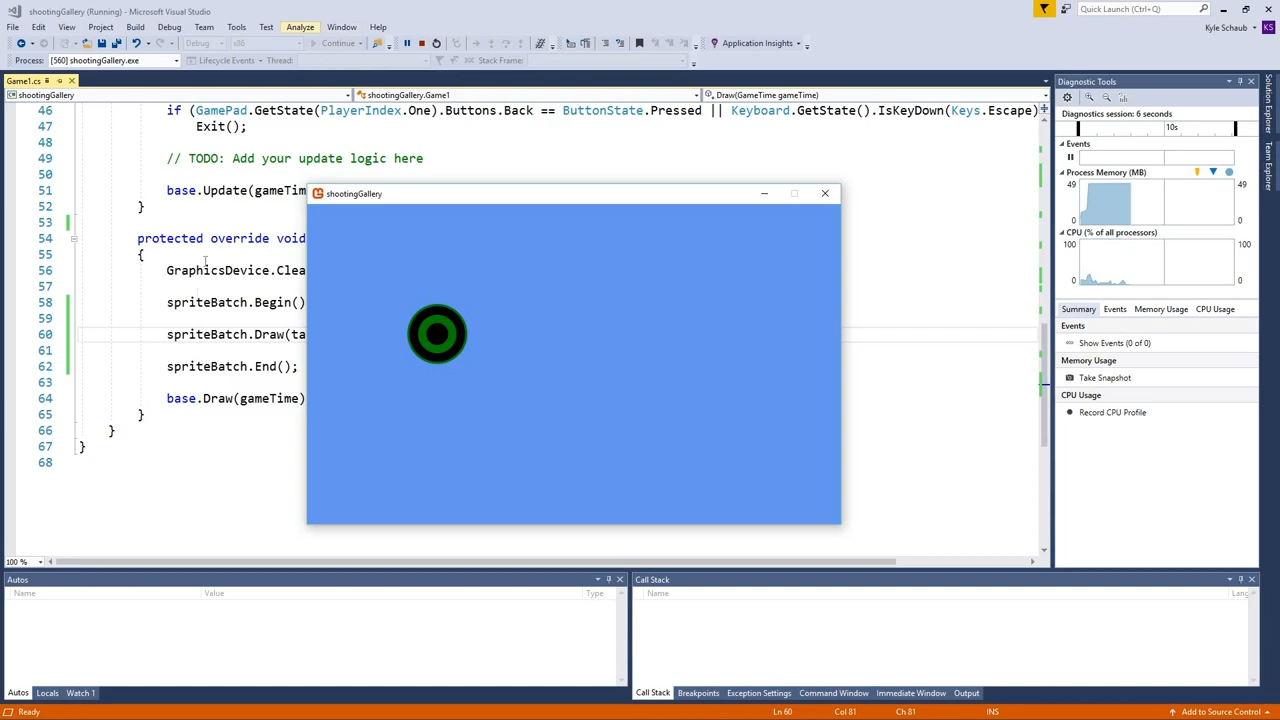 shootingGallery (Running) - Microsoft Visual Studio
Quick Launch (Ctrl+Q)
File Edit View Project Build Debug Team Tools Test Analyze Window Help
Kyle Schaub KS
Debug x86 Continue Application Insights
Process: [560] shootingGallery.exe Lifecycle Events Thread: Stack Frame:
Game1.cs
shootingGallery shootingGallery.Game1 Draw(GameTime gameTime)
46 if (GamePad.GetState(PlayerIndex.One).Buttons.Back == ButtonState.Pressed || Keyboard.GetState().IsKeyDown(Keys.Escape)
47 Exit();
48
49 // TODO: Add your update logic here
50
51 base.Update(gameTim
52 }
53
54 protected override void
55 {
56 GraphicsDevice.Clea
57
58 spriteBatch.Begin()
59
60 spriteBatch.Draw(ta
61
62 spriteBatch.End();
63
64 base.Draw(gameTime)
65 }
66 }
67 }
68
shootingGallery
100 %
Diagnostic Tools
Diagnostics session: 6 seconds
10s
Events
Process Memory (MB)
49 49
0 0
CPU (% of all processors)
100 100
0 0
Summary Events Memory Usage CPU Usage
Events
Show Events (0 of 0)
Memory Usage
Take Snapshot
CPU Usage
Record CPU Profile
Solution Explorer
Team Explorer
Autos
Name Value Type
Autos Locals Watch 1
Call Stack
Name Lang
Call Stack Breakpoints Exception Settings Command Window Immediate Window Output
Ready Ln 60 Col 81 Ch 81 INS Add to Source Control